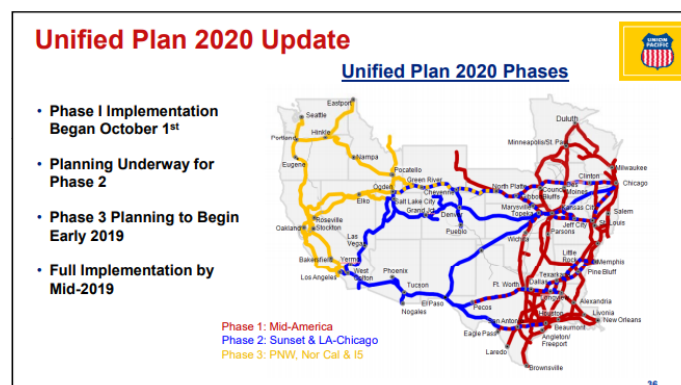 Unified Plan 2020 Update
UNION
PACIFIC
Unified Plan 2020 Phases
• Phase I Implementation
Began October 1st
• Planning Underway for
Phase 2
• Phase 3 Planning to Begin
Early 2019
• Full Implementation by
Mid-2019
Eastport
Seattle
Portland
Hinkle
Eugene
Nampa
Pocatello
Green River
Ogden
Cheyenne
Salt Lake City
Elko
Grand Jct
Denver
Pueblo
Roseville
Oakland
Stockton
Las
Vegas
Bakersfield
Yermo
Los Angeles
West
Colton
Phoenix
Tucson
Nogales
El Paso
Duluth
Minneapolis/St. Paul
Milwaukee
Clinton
Chicago
North Platte
Council
Bluffs
Des
Moines
Marysville
Topeka
Kansas City
Salem
Jeff City
St. Louis
Wichita
Parsons
Little
Rock
Memphis
Pine Bluff
Texarkana
Dallas
Ft. Worth
Longview
Pecos
Alexandria
Livonia
New Orleans
Houston
San Antonio
Beaumont
Eagle Pass
Angleton/
Freeport
Laredo
Brownsville
Phase 1: Mid-America
Phase 2: Sunset & LA-Chicago
Phase 3: PNW, Nor Cal & I5
36